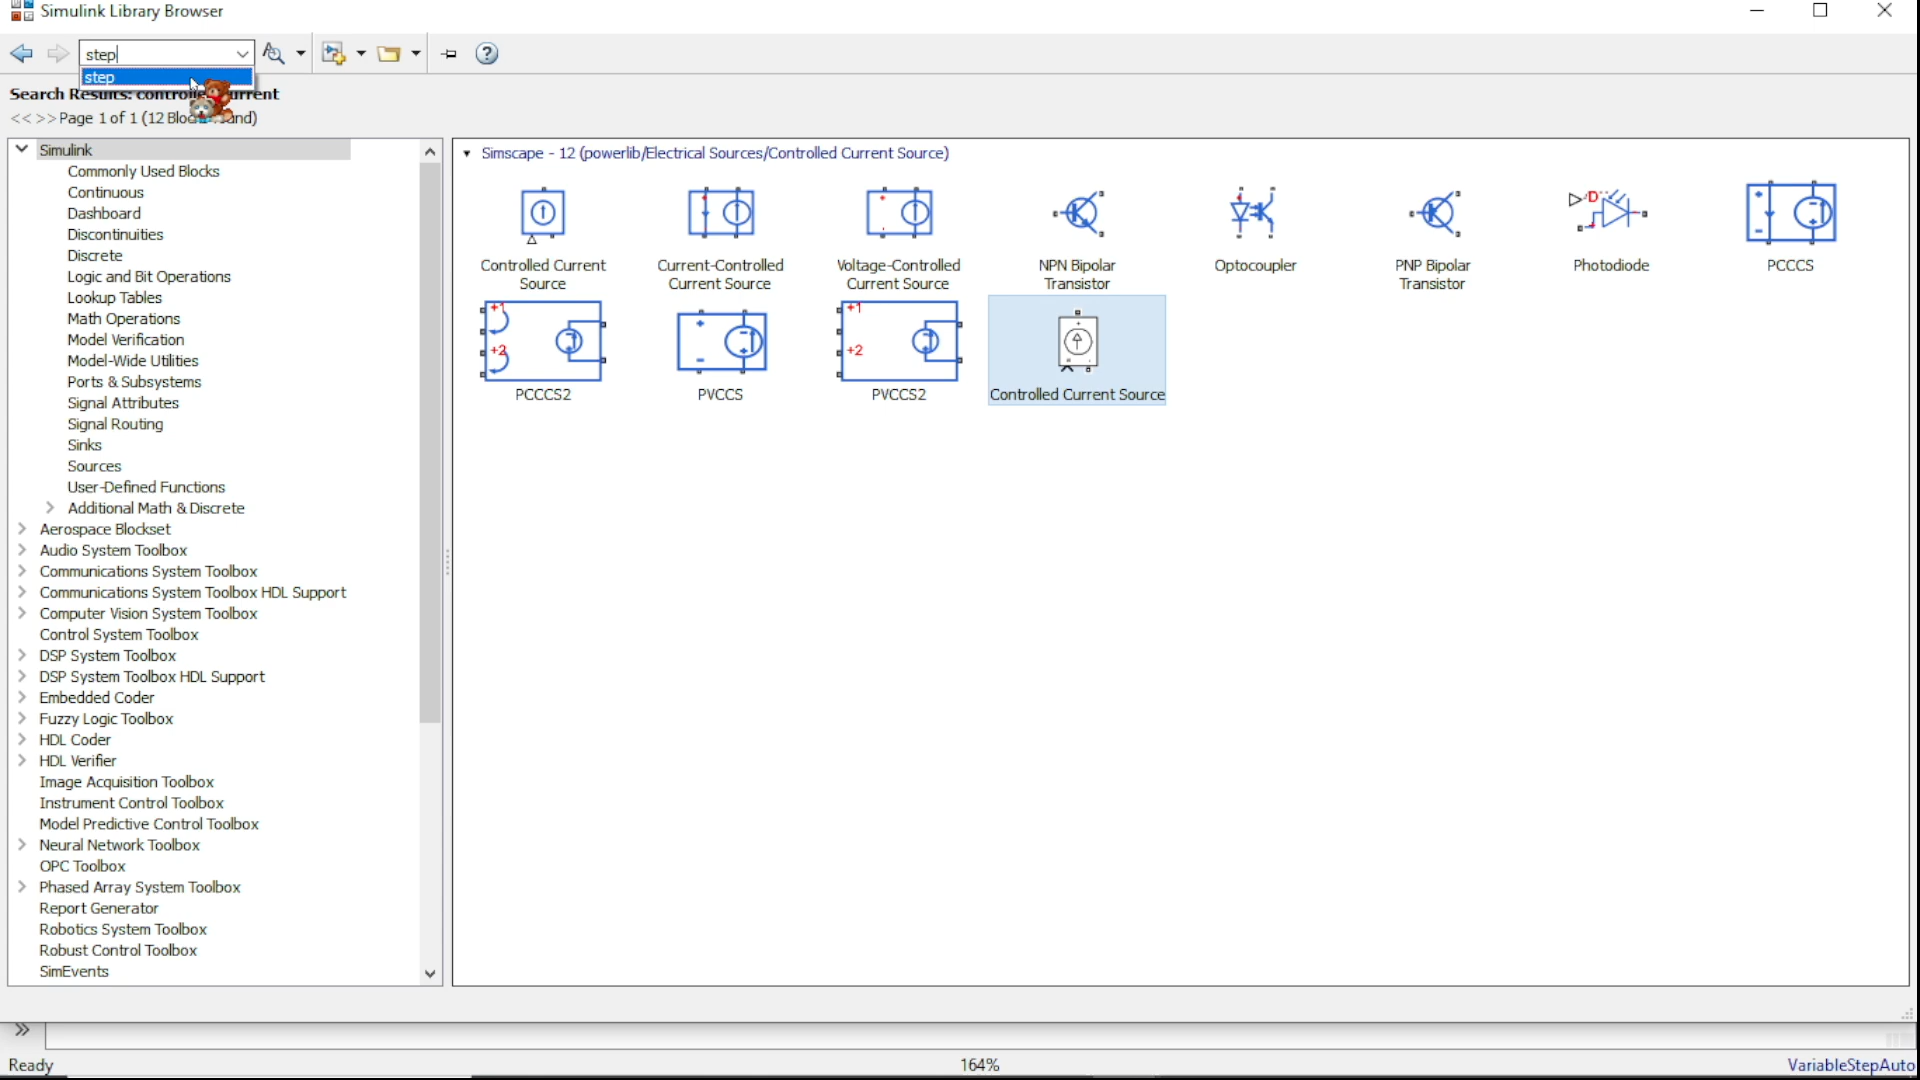 Simulink Library Browser
step
step
Search Results: controlle urrent
<< >> Page 1 of 1 (12 Blo nd)
Simulink
Commonly Used Blocks
Continuous
Dashboard
Discontinuities
Discrete
Logic and Bit Operations
Lookup Tables
Math Operations
Model Verification
Model-Wide Utilities
Ports & Subsystems
Signal Attributes
Signal Routing
Sinks
Sources
User-Defined Functions
Additional Math & Discrete
Aerospace Blockset
Audio System Toolbox
Communications System Toolbox
Communications System Toolbox HDL Support
Computer Vision System Toolbox
Control System Toolbox
DSP System Toolbox
DSP System Toolbox HDL Support
Embedded Coder
Fuzzy Logic Toolbox
HDL Coder
HDL Verifier
Image Acquisition Toolbox
Instrument Control Toolbox
Model Predictive Control Toolbox
Neural Network Toolbox
OPC Toolbox
Phased Array System Toolbox
Report Generator
Robotics System Toolbox
Robust Control Toolbox
SimEvents
Simscape - 12 (powerlib/Electrical Sources/Controlled Current Source)
Controlled Current
Source
Current-Controlled
Current Source
Voltage-Controlled
Current Source
NPN Bipolar
Transistor
Optocoupler
PNP Bipolar
Transistor
D
Photodiode
PCCCS
+1
+2
PCCCS2
PVCCS
+1
+2
PVCCS2
Controlled Current Source
Ready
164%
VariableStepAuto